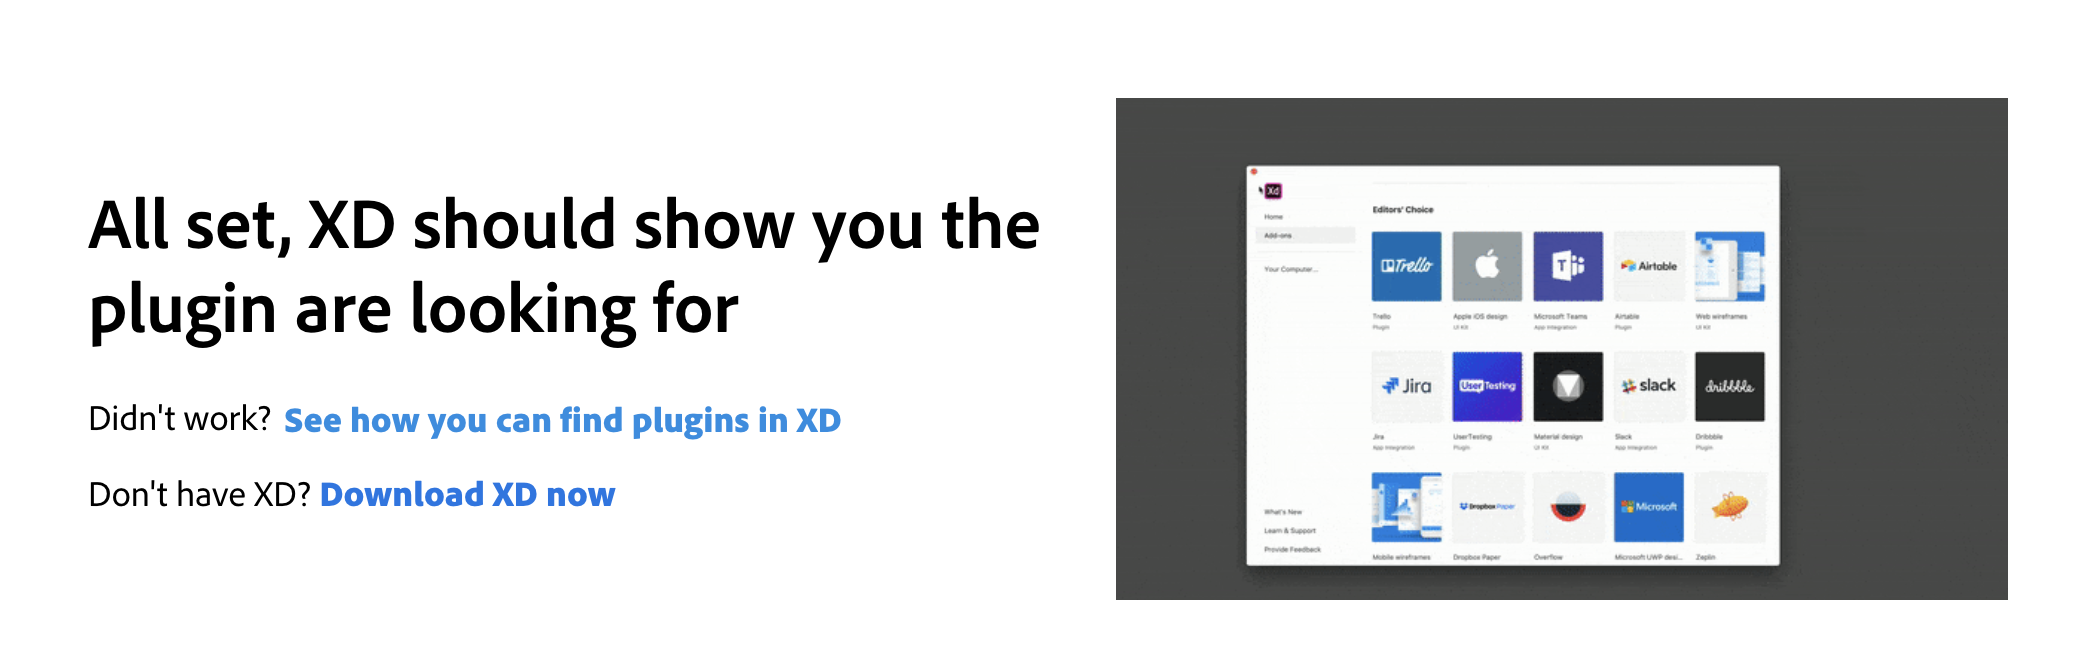 All set, XD should show you the
plugin are looking for
Didn't work? See how you can find plugins in XD
Don't have XD? Download XD now
Xd
Home
Add-ons
Your Computer...
What's New
Learn & Support
Provide Feedback
Editors' Choice
Trello
Airtable
Trello
Apple iOS design
Microsoft Teams
Airtable
Web wireframes
Plugin
UI Kit
App Integration
Plugin
UI Kit
Jira
UserTesting
slack
dribbble
Jira
UserTesting
Material design
Slack
Dribbble
App Integration
Plugin
UI Kit
App Integration
Plugin
Dropbox Paper
Microsoft
Mobile wireframes
Dropbox Paper
Overflow
Microsoft UWP desi...
Zeplin